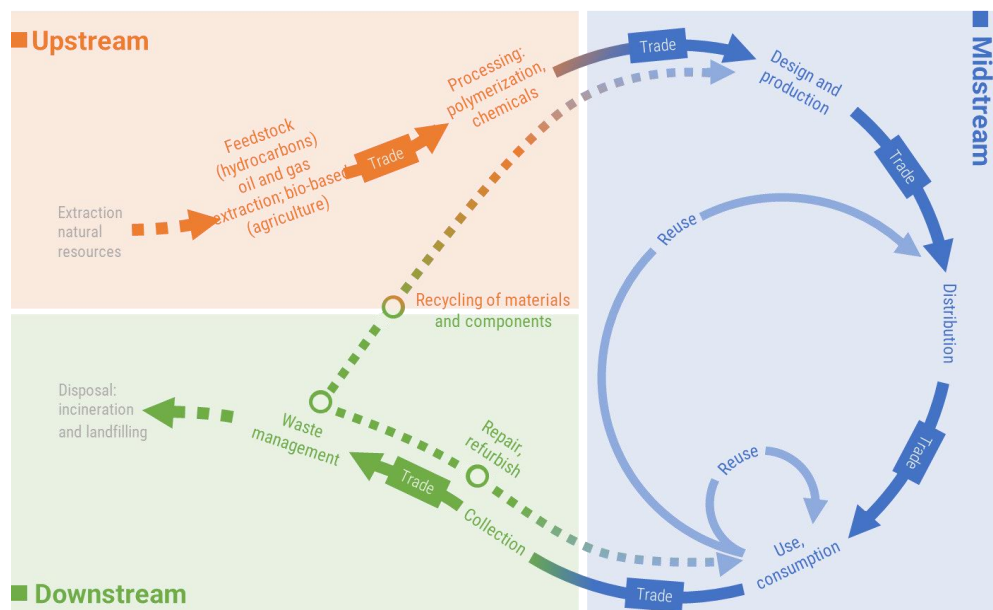 Upstream
Extraction
natural
resources
Feedstock
(hydrocarbons)
oil and gas
extraction; bio-based
(agriculture)
Trade
Processing:
polymerization,
chemicals
Trade
Midstream
Design and
production
Trade
Distribution
Trade
Use,
consumption
Reuse
Reuse
Trade
Downstream
Collection
Trade
Waste
management
Repair,
refurbish
Recycling of materials
and components
Disposal:
incineration
and landfilling